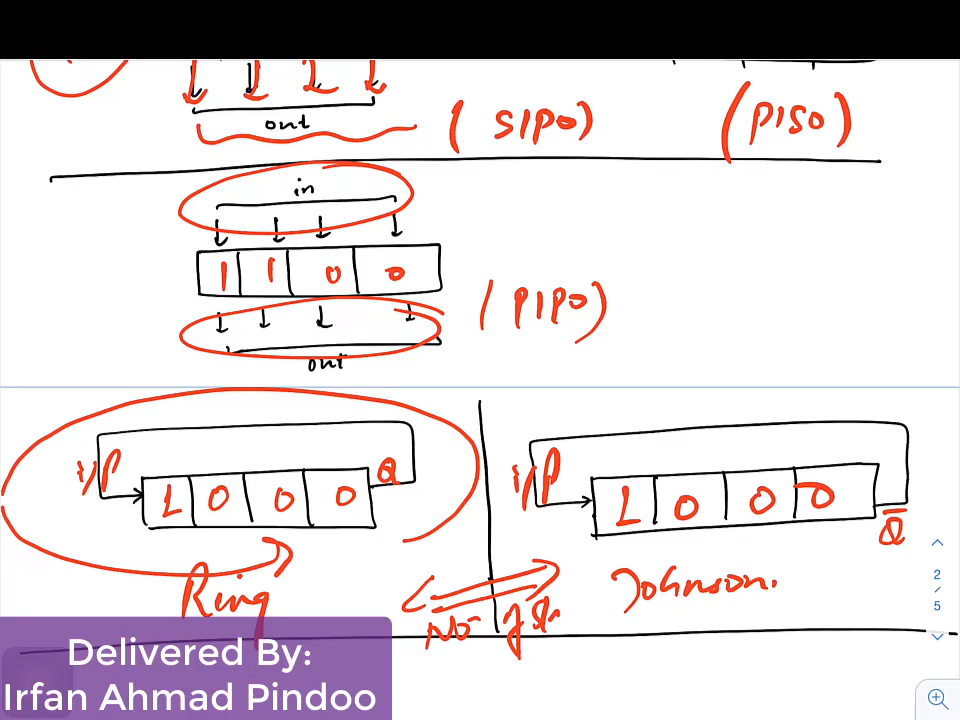 out
(SIPO)
(PISO)
in
1 1 0 0
(PIPO)
out
i/P
Q
1 0 0 0
i/P
1 0 0 0
Q̅
Ring
Johnson.
No of
Delivered By:
Irfan Ahmad Pindoo
2
/
5